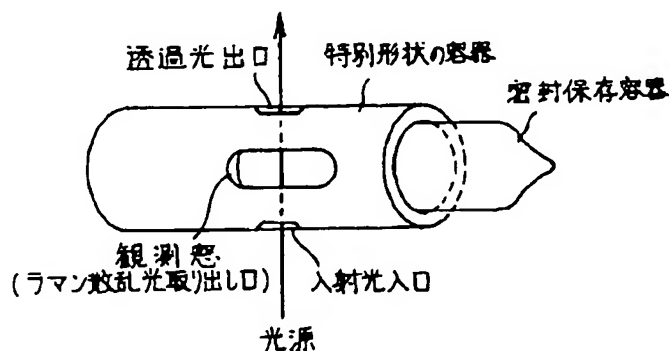 透過光出口
特別形状の容器
密封保存容器
観測窓
(ラマン散乱光取り出し口)
入射光入口
光源